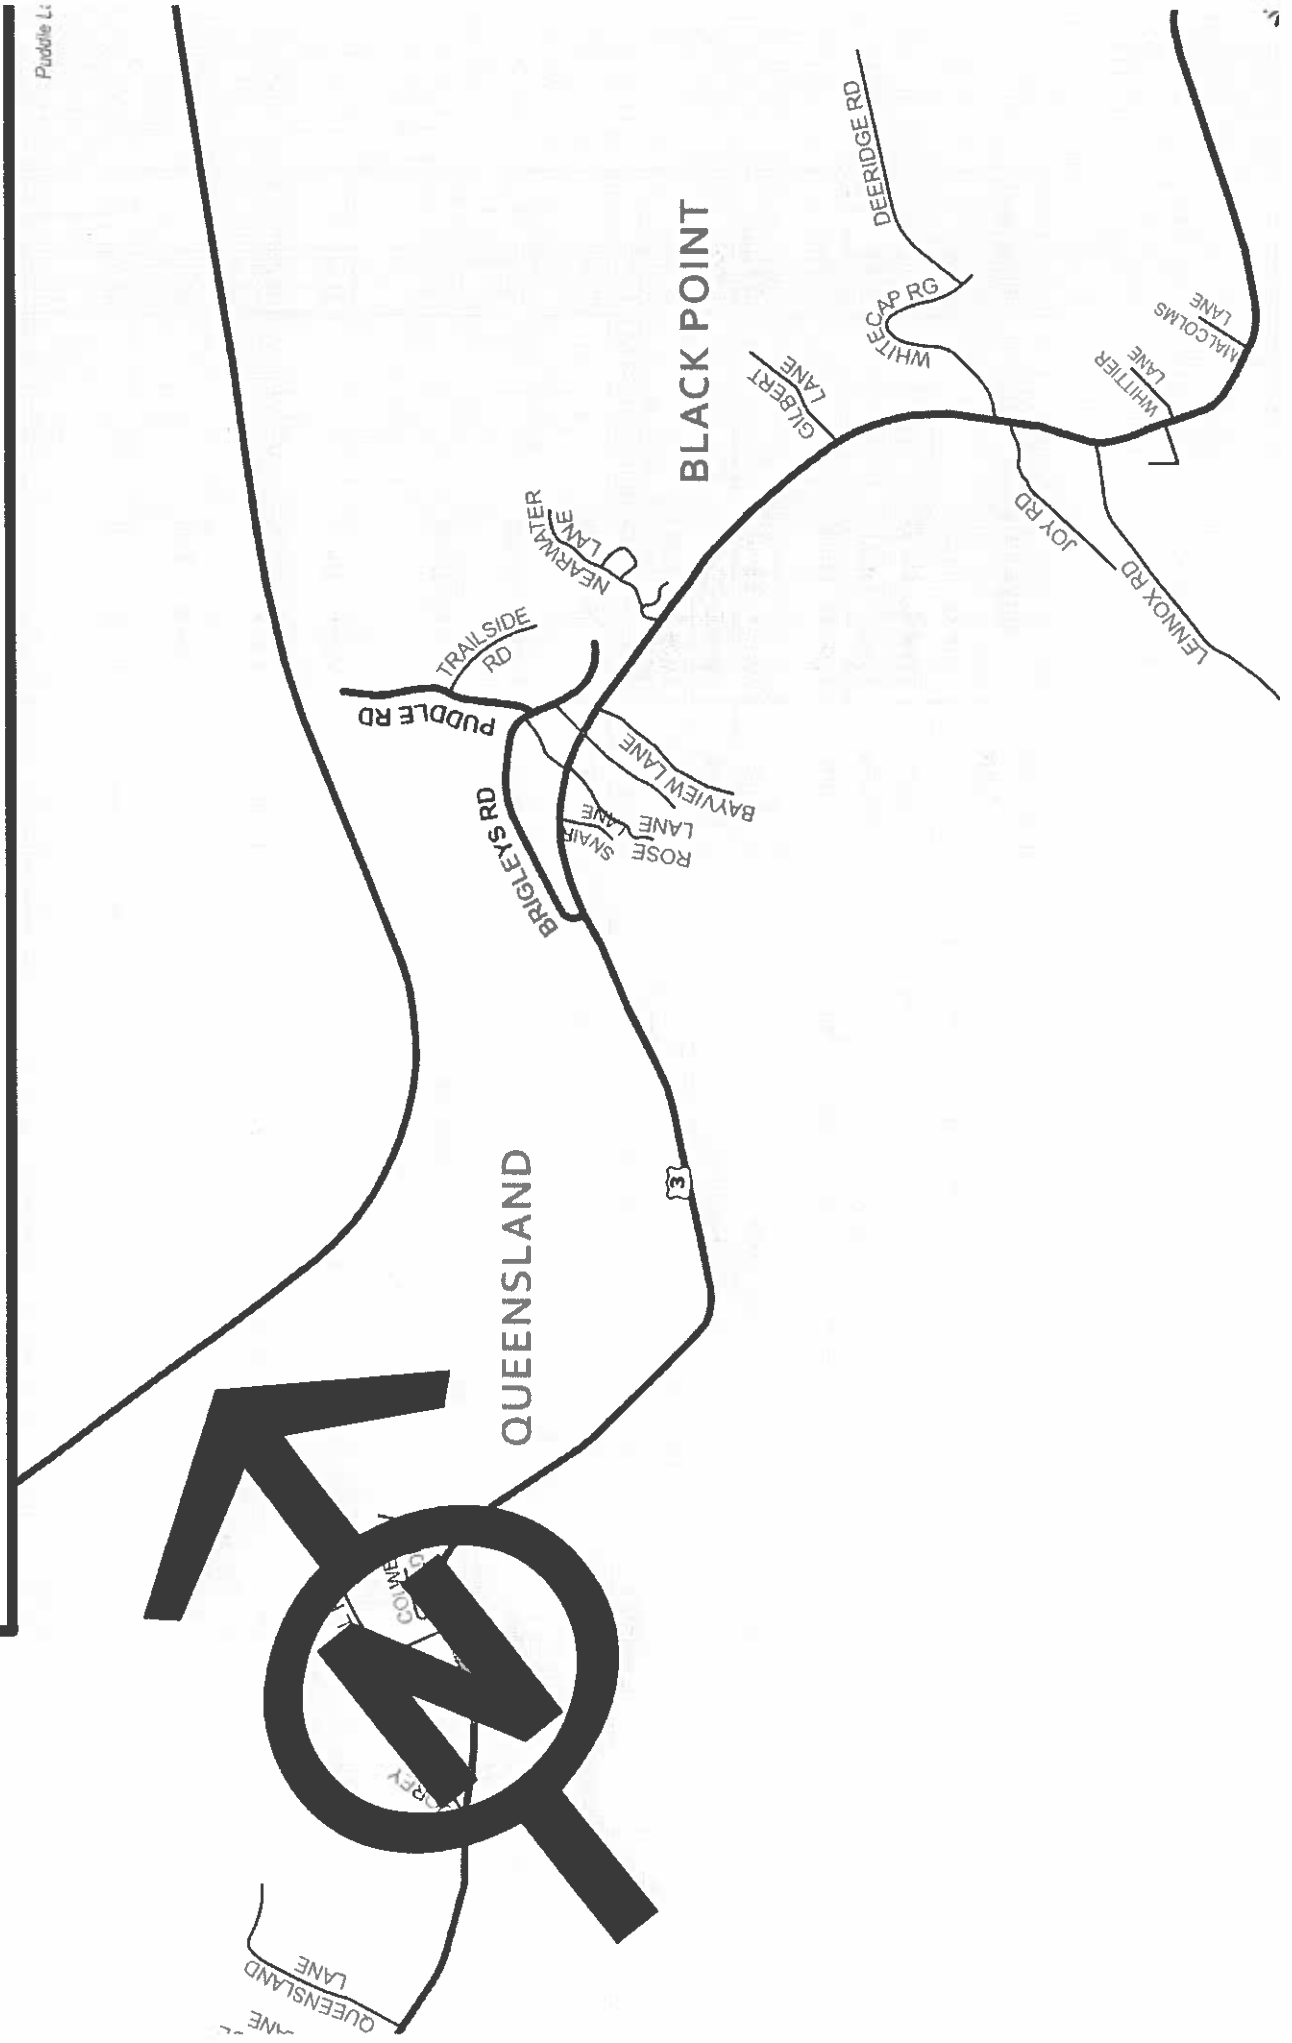 Puddle
DEERIDGE RD
BLACK POINT
WHITECAP RG
MALCOLMS
LANE
WHITTIER
LANE
GILBERT
LANE
JOY RD
LENNOX RD
NEARWATER
LANE
TRAILSIDE
RD
PUDDLE RD
BRIGLEYS RD
BAYVIEW LANE
SNAIR
LANE
ROSE
LANE
QUEENSLAND
3
N
QUEENSLAND
LANE